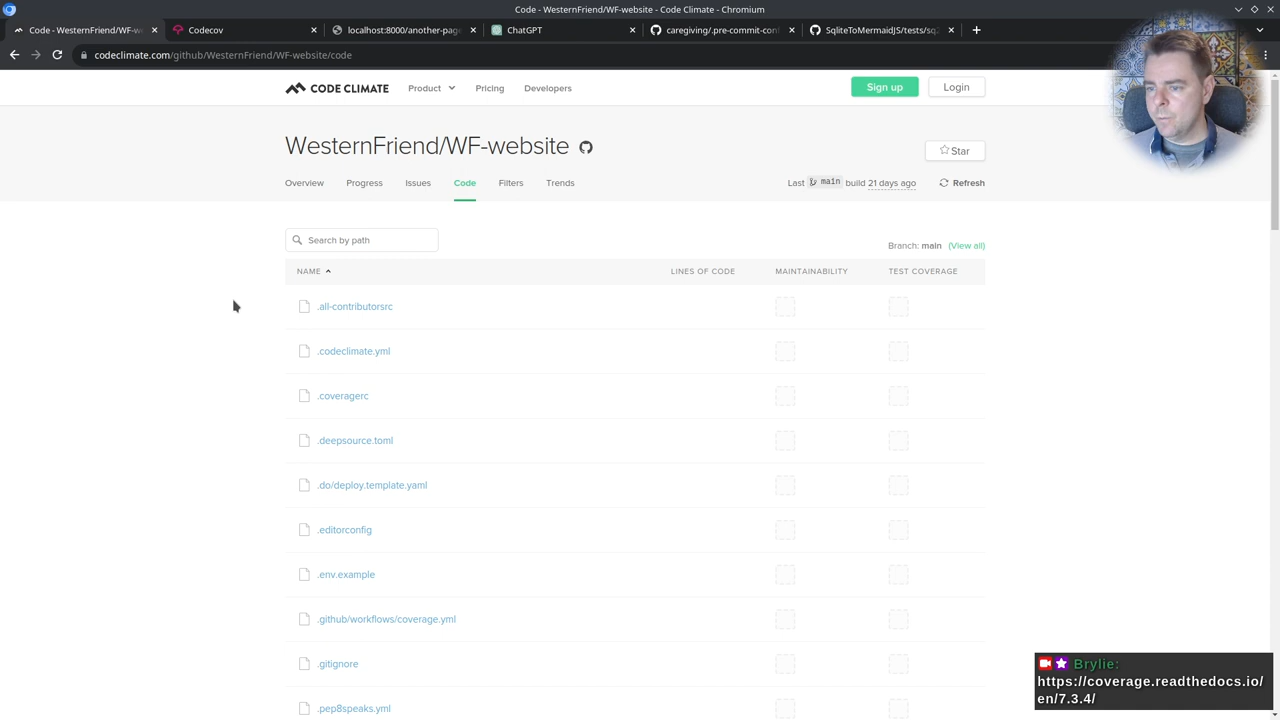 Code - WesternFriend/WF-website - Code Climate - Chromium
Code - WesternFriend/WF-we
Codecov
localhost:8000/another-page
ChatGPT
caregiving/.pre-commit-conf
SqliteToMermaidJS/tests/sq
codeclimate.com/github/WesternFriend/WF-website/code
CODE CLIMATE
Product
Pricing
Developers
Sign up
Login
WesternFriend/WF-website
Star
Overview
Progress
Issues
Code
Filters
Trends
Last main build 21 days ago
Refresh
Search by path
Branch: main (View all)
NAME
LINES OF CODE
MAINTAINABILITY
TEST COVERAGE
.all-contributorsrc
.codeclimate.yml
.coveragerc
.deepsource.toml
.do/deploy.template.yaml
.editorconfig
.env.example
.github/workflows/coverage.yml
.gitignore
.pep8speaks.yml
Brylie:
https://coverage.readthedocs.io/
en/7.3.4/